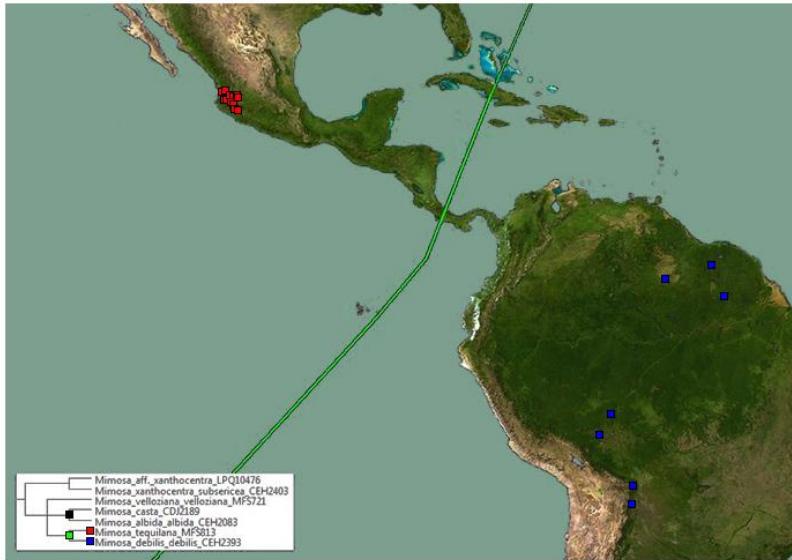 Mimosa_aff._xanthocentra_LPQ10476
Mimosa_xanthocentra_subsericea_CEH2403
Mimosa_velloziana_velloziana_MFS721
Mimosa_casta_CDJ2189
Mimosa_albida_albida_CEH2083
Mimosa_tequilana_MFS813
Mimosa_debilis_debilis_CEH2393